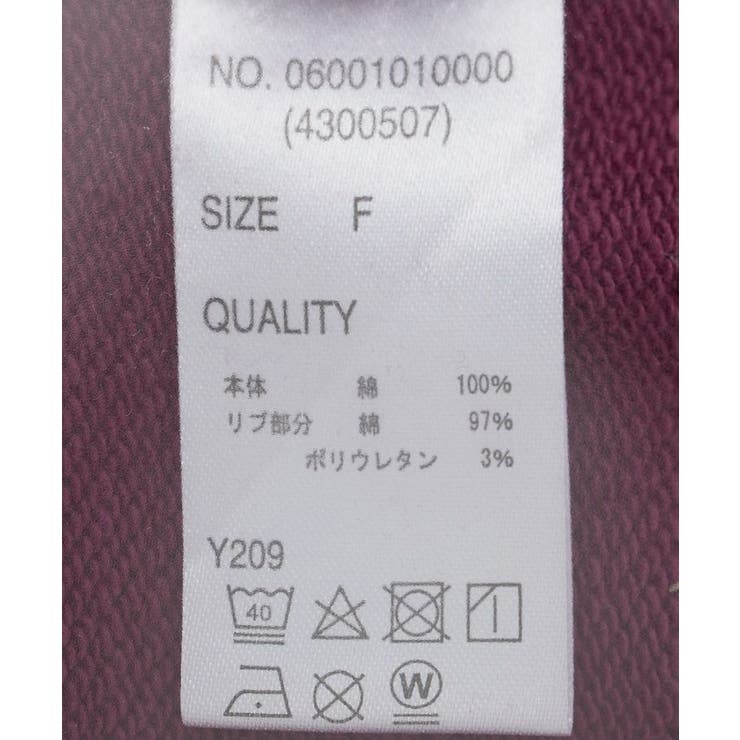 NO. 06001010000
(4300507)
SIZE F
QUALITY
本体 綿 100%
リブ部分 綿 97%
ポリウレタン 3%
Y209
40
W